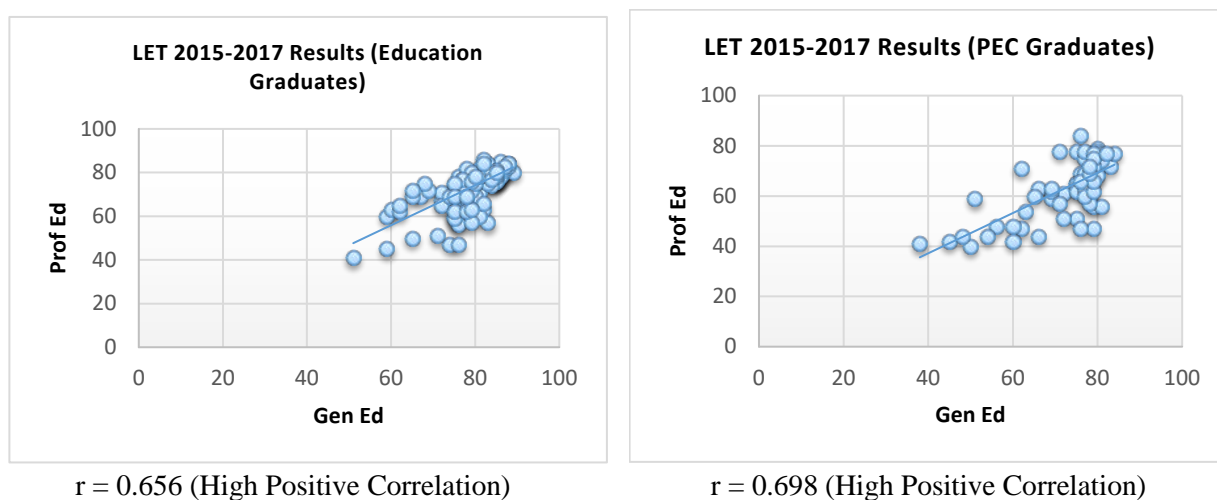 LET 2015-2017 Results (Education
Graduates)
100
80
60
40
20
0
Prof Ed
0 20 40 60 80 100
Gen Ed
r = 0.656 (High Positive Correlation)
LET 2015-2017 Results (PEC Graduates)
100
80
60
40
20
0
Prof Ed
0 20 40 60 80 100
Gen Ed
r = 0.698 (High Positive Correlation)